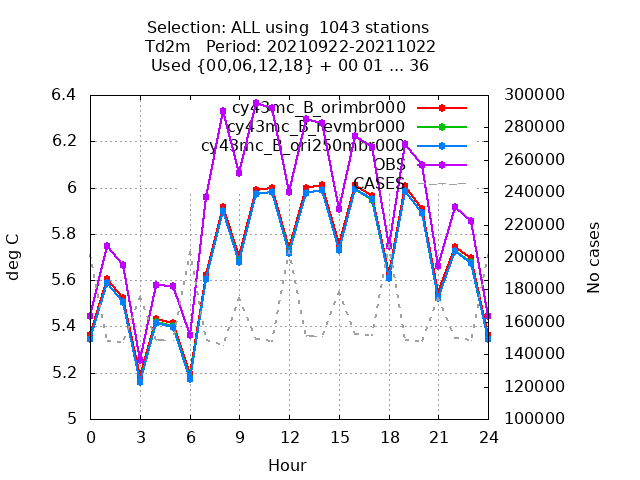 Selection: ALL using  1043 stations
Td2m   Period: 20210922-20211022
Used {00,06,12,18} + 00 01 ... 36
6.4
6.2
6
5.8
5.6
5.4
5.2
5
deg C
300000
280000
260000
240000
220000
200000
180000
160000
140000
120000
100000
No cases
cy43mc_B_orimbr000
cy43mc_B_revmbr000
cy43mc_B_ori250mbr000
OBS
CASES
0 3 6 9 12 15 18 21 24
Hour